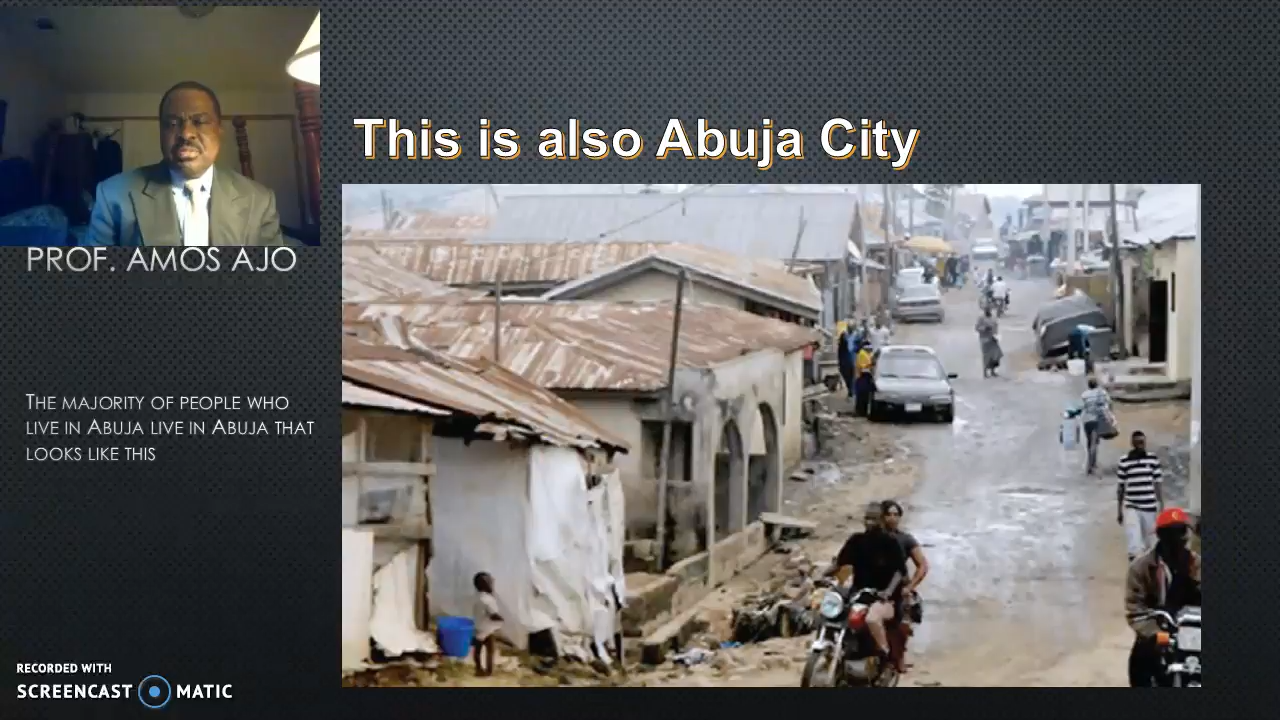 This is also Abuja City
PROF. AMOS AJO
THE MAJORITY OF PEOPLE WHO
LIVE IN ABUJA LIVE IN ABUJA THAT
LOOKS LIKE THIS
RECORDED WITH
SCREENCAST MATIC